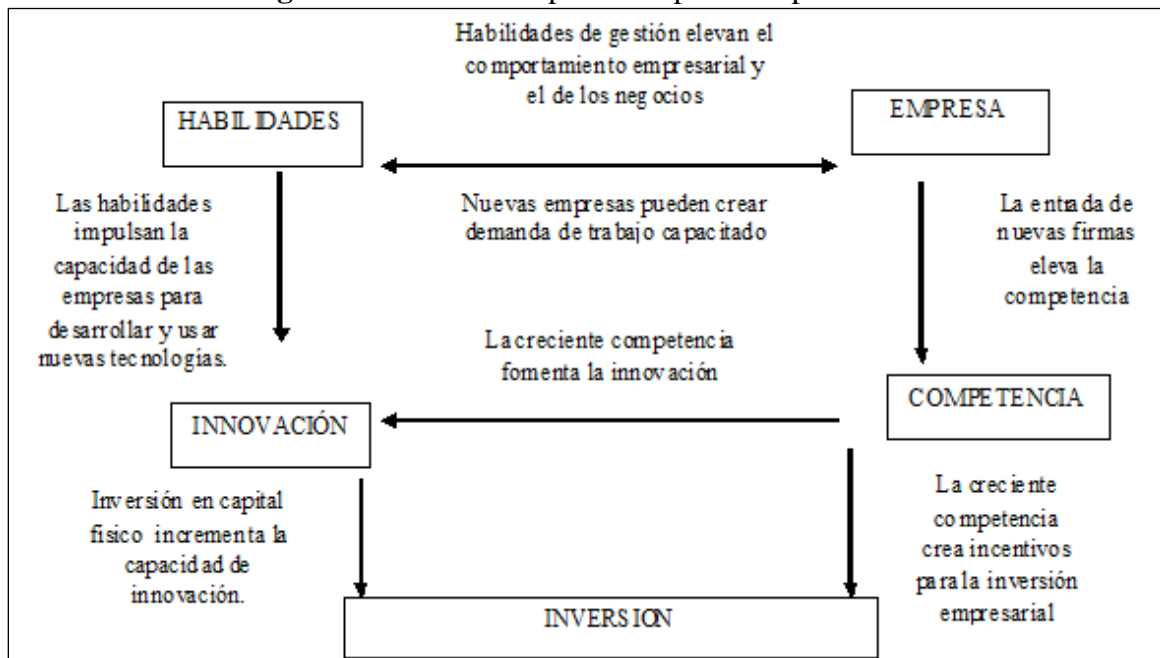 Habilidades de gestión elevan el
comportamiento empresarial y
el de los negocios
HABILIDADES
EMPRESA
Las habilidades
impulsan la
capacidad de las
empresas para
desarrollar y usar
nuevas tecnologías.
Nuevas empresas pueden crear
demanda de trabajo capacitado
La entrada de
nuevas firmas
eleva la
competencia
La creciente competencia
fomenta la innovación
INNOVACIÓN
COMPETENCIA
Inversión en capital
físico incrementa la
capacidad de
innovación.
La creciente
competencia
crea incentivos
para la inversión
empresarial
INVERSION